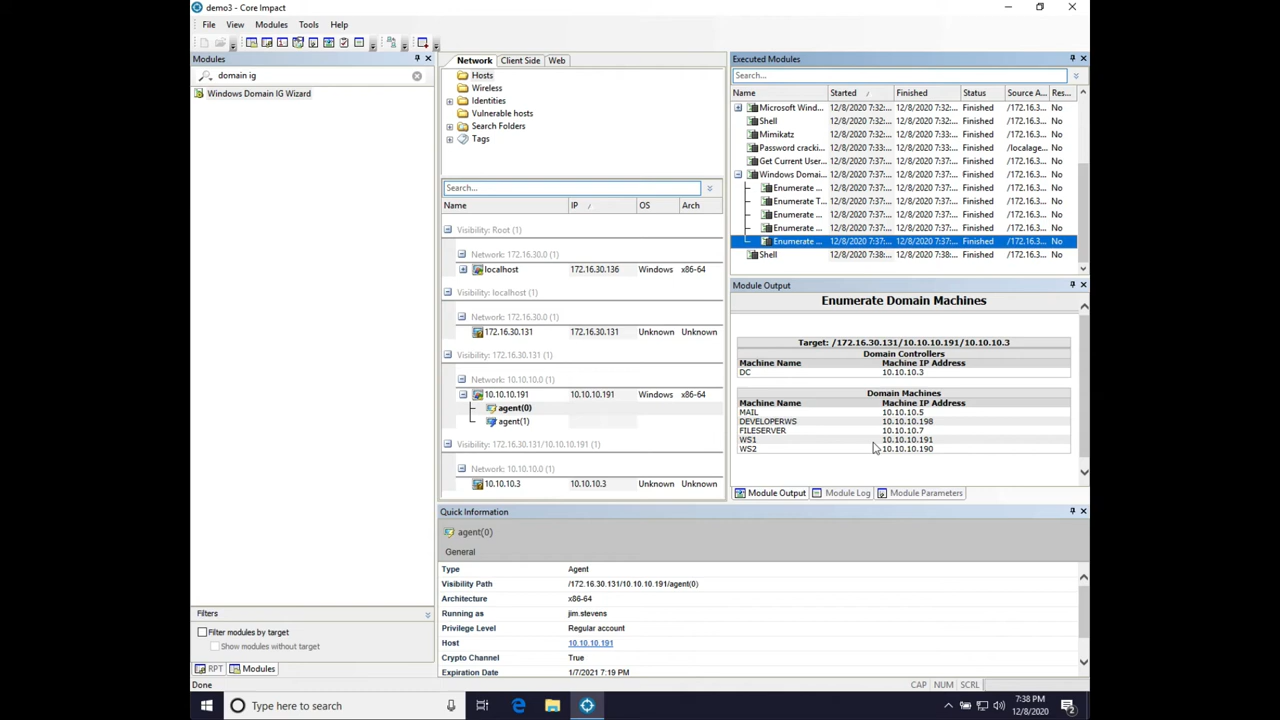 demo3 - Core Impact
File View Modules Tools Help
Modules
domain ig
Windows Domain IG Wizard
Filters
Filter modules by target
Show modules without target
RPT Modules
Network Client Side Web
Hosts
Wireless
Identities
Vulnerable hosts
Search Folders
Tags
Search...
Name IP OS Arch
Visibility: Root (1)
Network: 172.16.30.0 (1)
localhost 172.16.30.136 Windows x86-64
Visibility: localhost (1)
Network: 172.16.30.0 (1)
172.16.30.131 172.16.30.131 Unknown Unknown
Visibility: 172.16.30.131 (1)
Network: 10.10.10.0 (1)
10.10.10.191 10.10.10.191 Windows x86-64
agent(0)
agent(1)
Visibility: 172.16.30.131/10.10.10.191 (1)
Network: 10.10.10.0 (1)
10.10.10.3 10.10.10.3 Unknown Unknown
Executed Modules
Search...
Name Started Finished Status Source A... Res...
Microsoft Wind... 12/8/2020 7:32:... 12/8/2020 7:32:... Finished /172.16.3... No
Shell 12/8/2020 7:32:... 12/8/2020 7:32:... Finished /172.16.3... No
Mimikatz 12/8/2020 7:33:... 12/8/2020 7:33:... Finished /172.16.3... No
Password cracki... 12/8/2020 7:33:... 12/8/2020 7:33:... Finished /localage... No
Get Current User... 12/8/2020 7:37:... 12/8/2020 7:37:... Finished /172.16.3... No
Windows Domai... 12/8/2020 7:37:... 12/8/2020 7:37:... Finished /172.16.3... No
Enumerate ... 12/8/2020 7:37:... 12/8/2020 7:37:... Finished /172.16.3... No
Enumerate T... 12/8/2020 7:37:... 12/8/2020 7:37:... Finished /172.16.3... No
Enumerate ... 12/8/2020 7:37:... 12/8/2020 7:37:... Finished /172.16.3... No
Enumerate ... 12/8/2020 7:37:... 12/8/2020 7:37:... Finished /172.16.3... No
Enumerate ... 12/8/2020 7:37:... 12/8/2020 7:37:... Finished /172.16.3... No
Shell 12/8/2020 7:38:... 12/8/2020 7:38:... Finished /172.16.3... No
Module Output
Enumerate Domain Machines
Target: /172.16.30.131/10.10.10.191/10.10.10.3
Domain Controllers
Machine Name Machine IP Address
DC 10.10.10.3
Domain Machines
Machine Name Machine IP Address
MAIL 10.10.10.5
DEVELOPERWS 10.10.10.198
FILESERVER 10.10.10.7
WS1 10.10.10.191
WS2 10.10.10.190
Module Output Module Log Module Parameters
Quick Information
agent(0)
General
Type Agent
Visibility Path /172.16.30.131/10.10.10.191/agent(0)
Architecture x86-64
Running as jim.stevens
Privilege Level Regular account
Host 10.10.10.191
Crypto Channel True
Expiration Date 1/7/2021 7:19 PM
Done CAP NUM SCRL
Type here to search
7:38 PM
12/8/2020
2